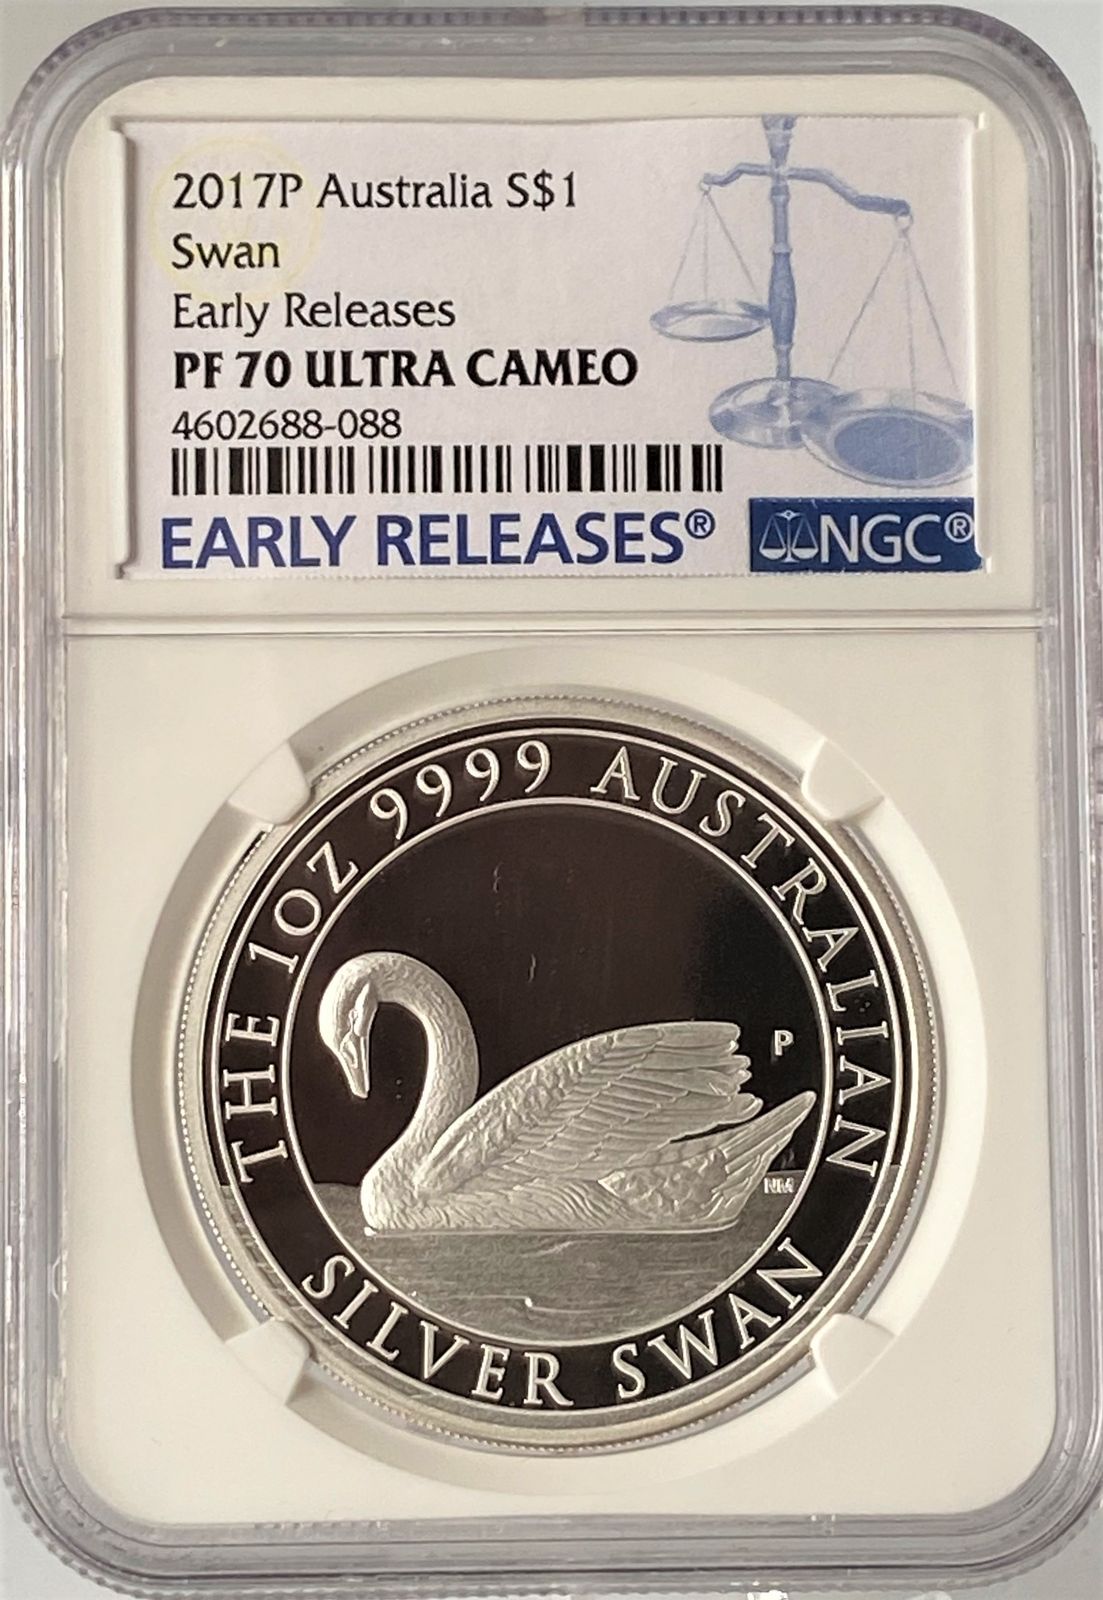 2017P Australia S$1
Swan
Early Releases
PF 70 ULTRA CAMEO
4602688-088
EARLY RELEASES®
NGC®
THE 1OZ 9999 AUSTRALIAN
SILVER SWAN
P
NM